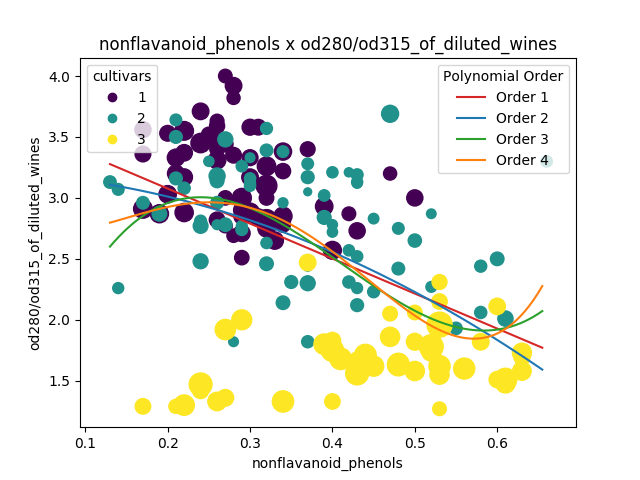 nonflavanoid_phenols x od280/od315_of_diluted_wines
cultivars
1
2
3
Polynomial Order
Order 1
Order 2
Order 3
Order 4
4.0
3.5
3.0
2.5
2.0
1.5
od280/od315_of_diluted_wines
0.1 0.2 0.3 0.4 0.5 0.6
nonflavanoid_phenols